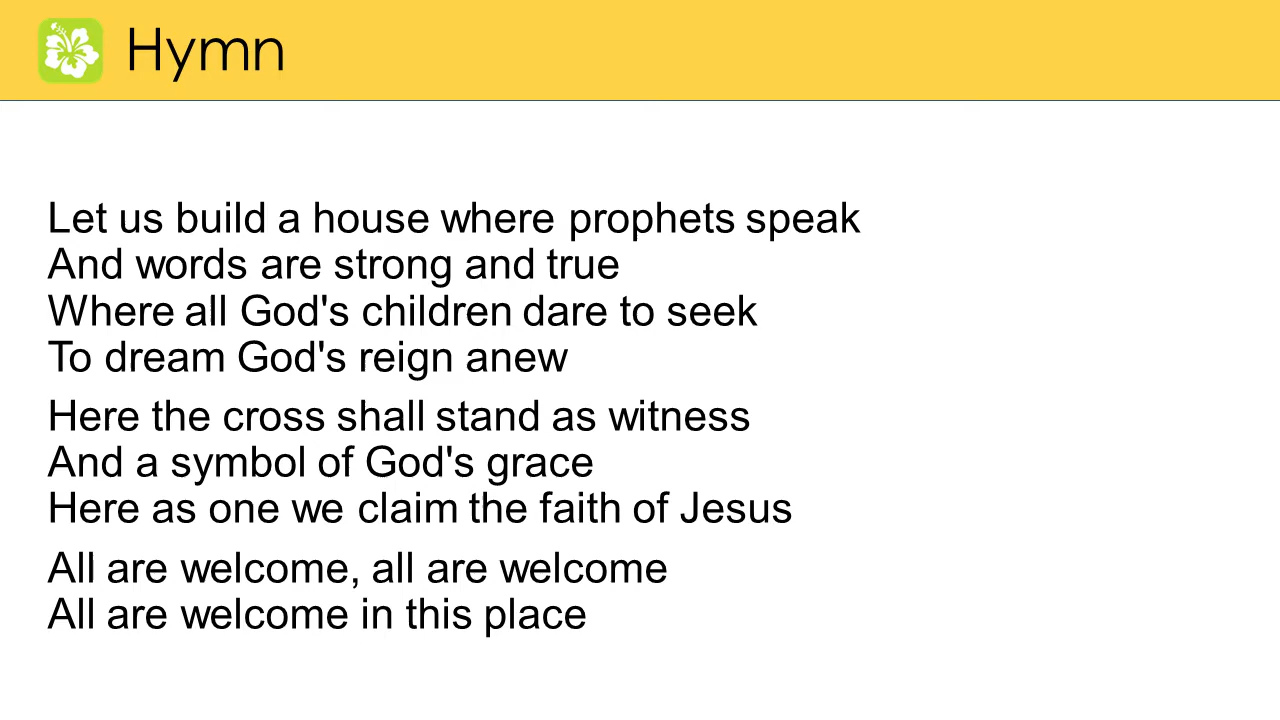 Hymn
Let us build a house where prophets speak
And words are strong and true
Where all God's children dare to seek
To dream God's reign anew
Here the cross shall stand as witness
And a symbol of God's grace
Here as one we claim the faith of Jesus
All are welcome, all are welcome
All are welcome in this place